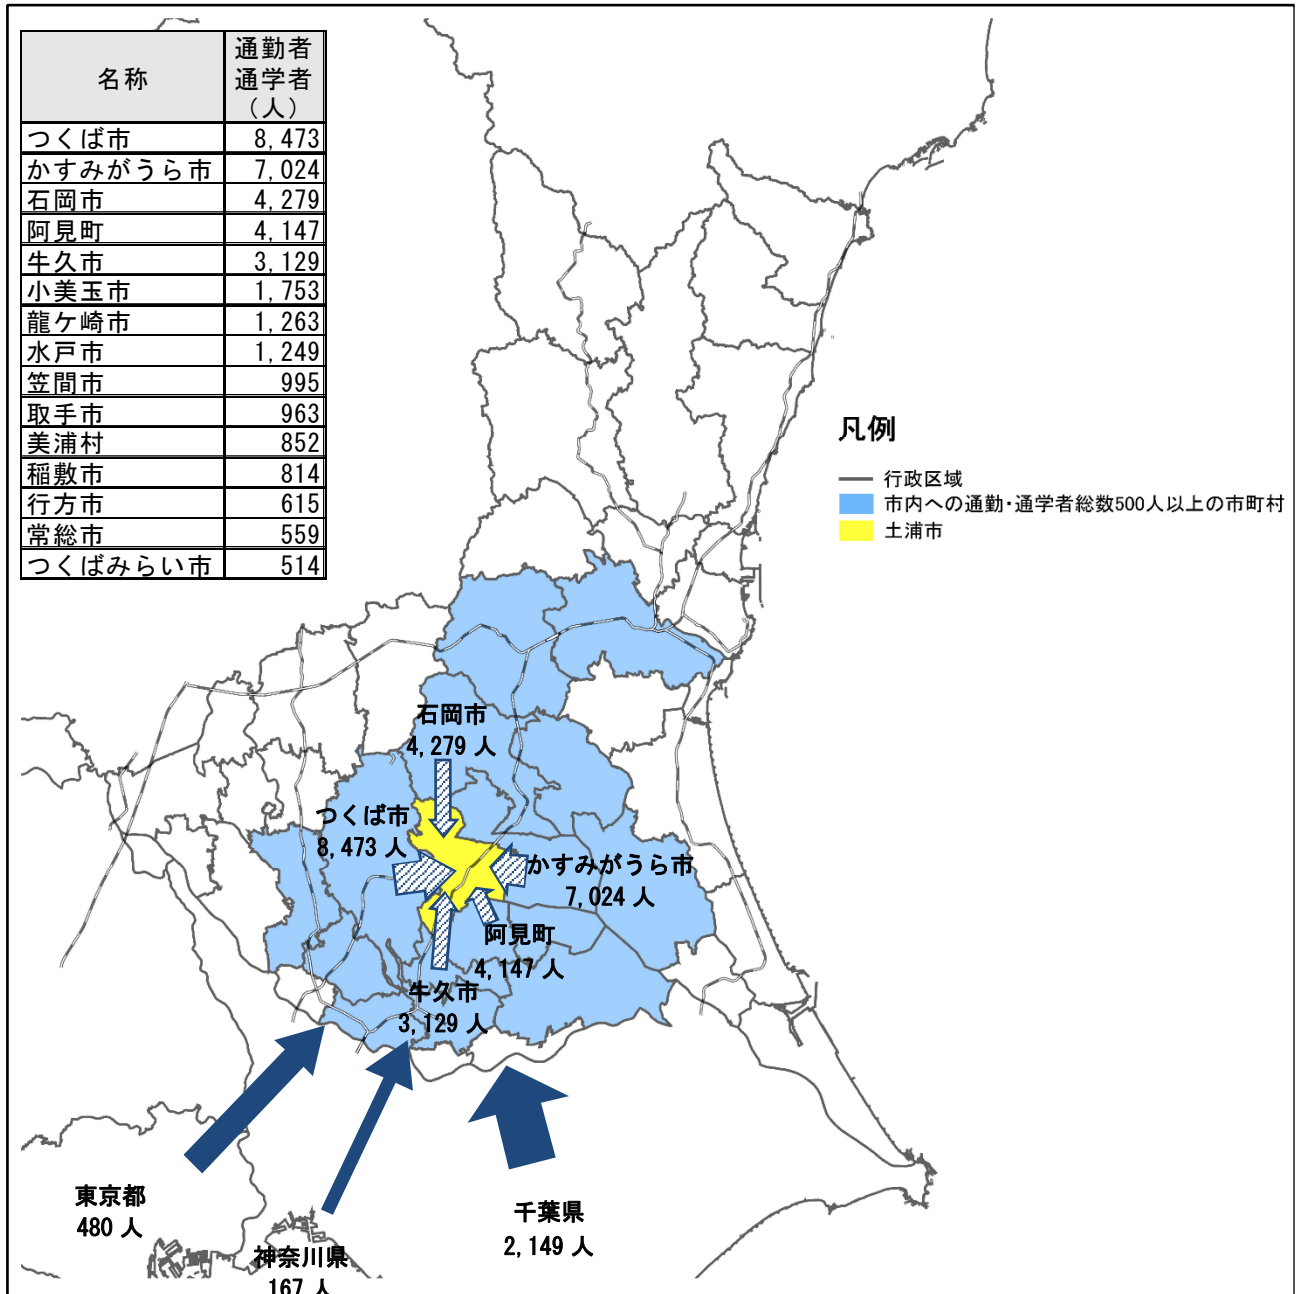 名称 通勤者
通学者
（人）
つくば市 8,473
かすみがうら市 7,024
石岡市 4,279
阿見町 4,147
牛久市 3,129
小美玉市 1,753
龍ケ崎市 1,263
水戸市 1,249
笠間市 995
取手市 963
美浦村 852
稲敷市 814
行方市 615
常総市 559
つくばみらい市 514
凡例
行政区域
市内への通勤・通学者総数500人以上の市町村
土浦市
石岡市
4,279 人
つくば市
8,473 人
かすみがうら市
7,024 人
阿見町
4,147 人
牛久市
3,129 人
東京都
480 人
神奈川県
167 人
千葉県
2,149 人